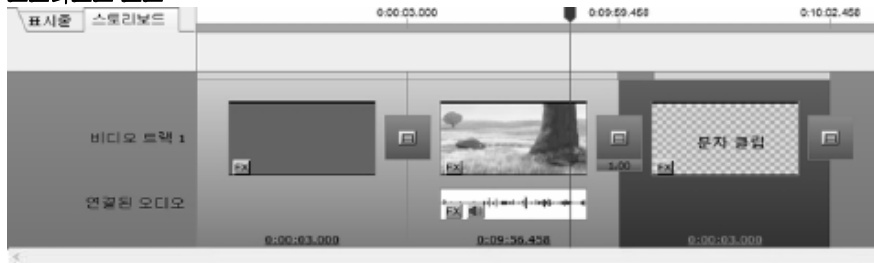 표시줄 스토리보드
0:00:03.000 0:09:59.458 0:10:02.458
비디오 트랙 1
FX FX 1.00 문자 클립 FX
연결된 오디오
FX
0:00:03.000 0:09:56.458 0:00:03.000